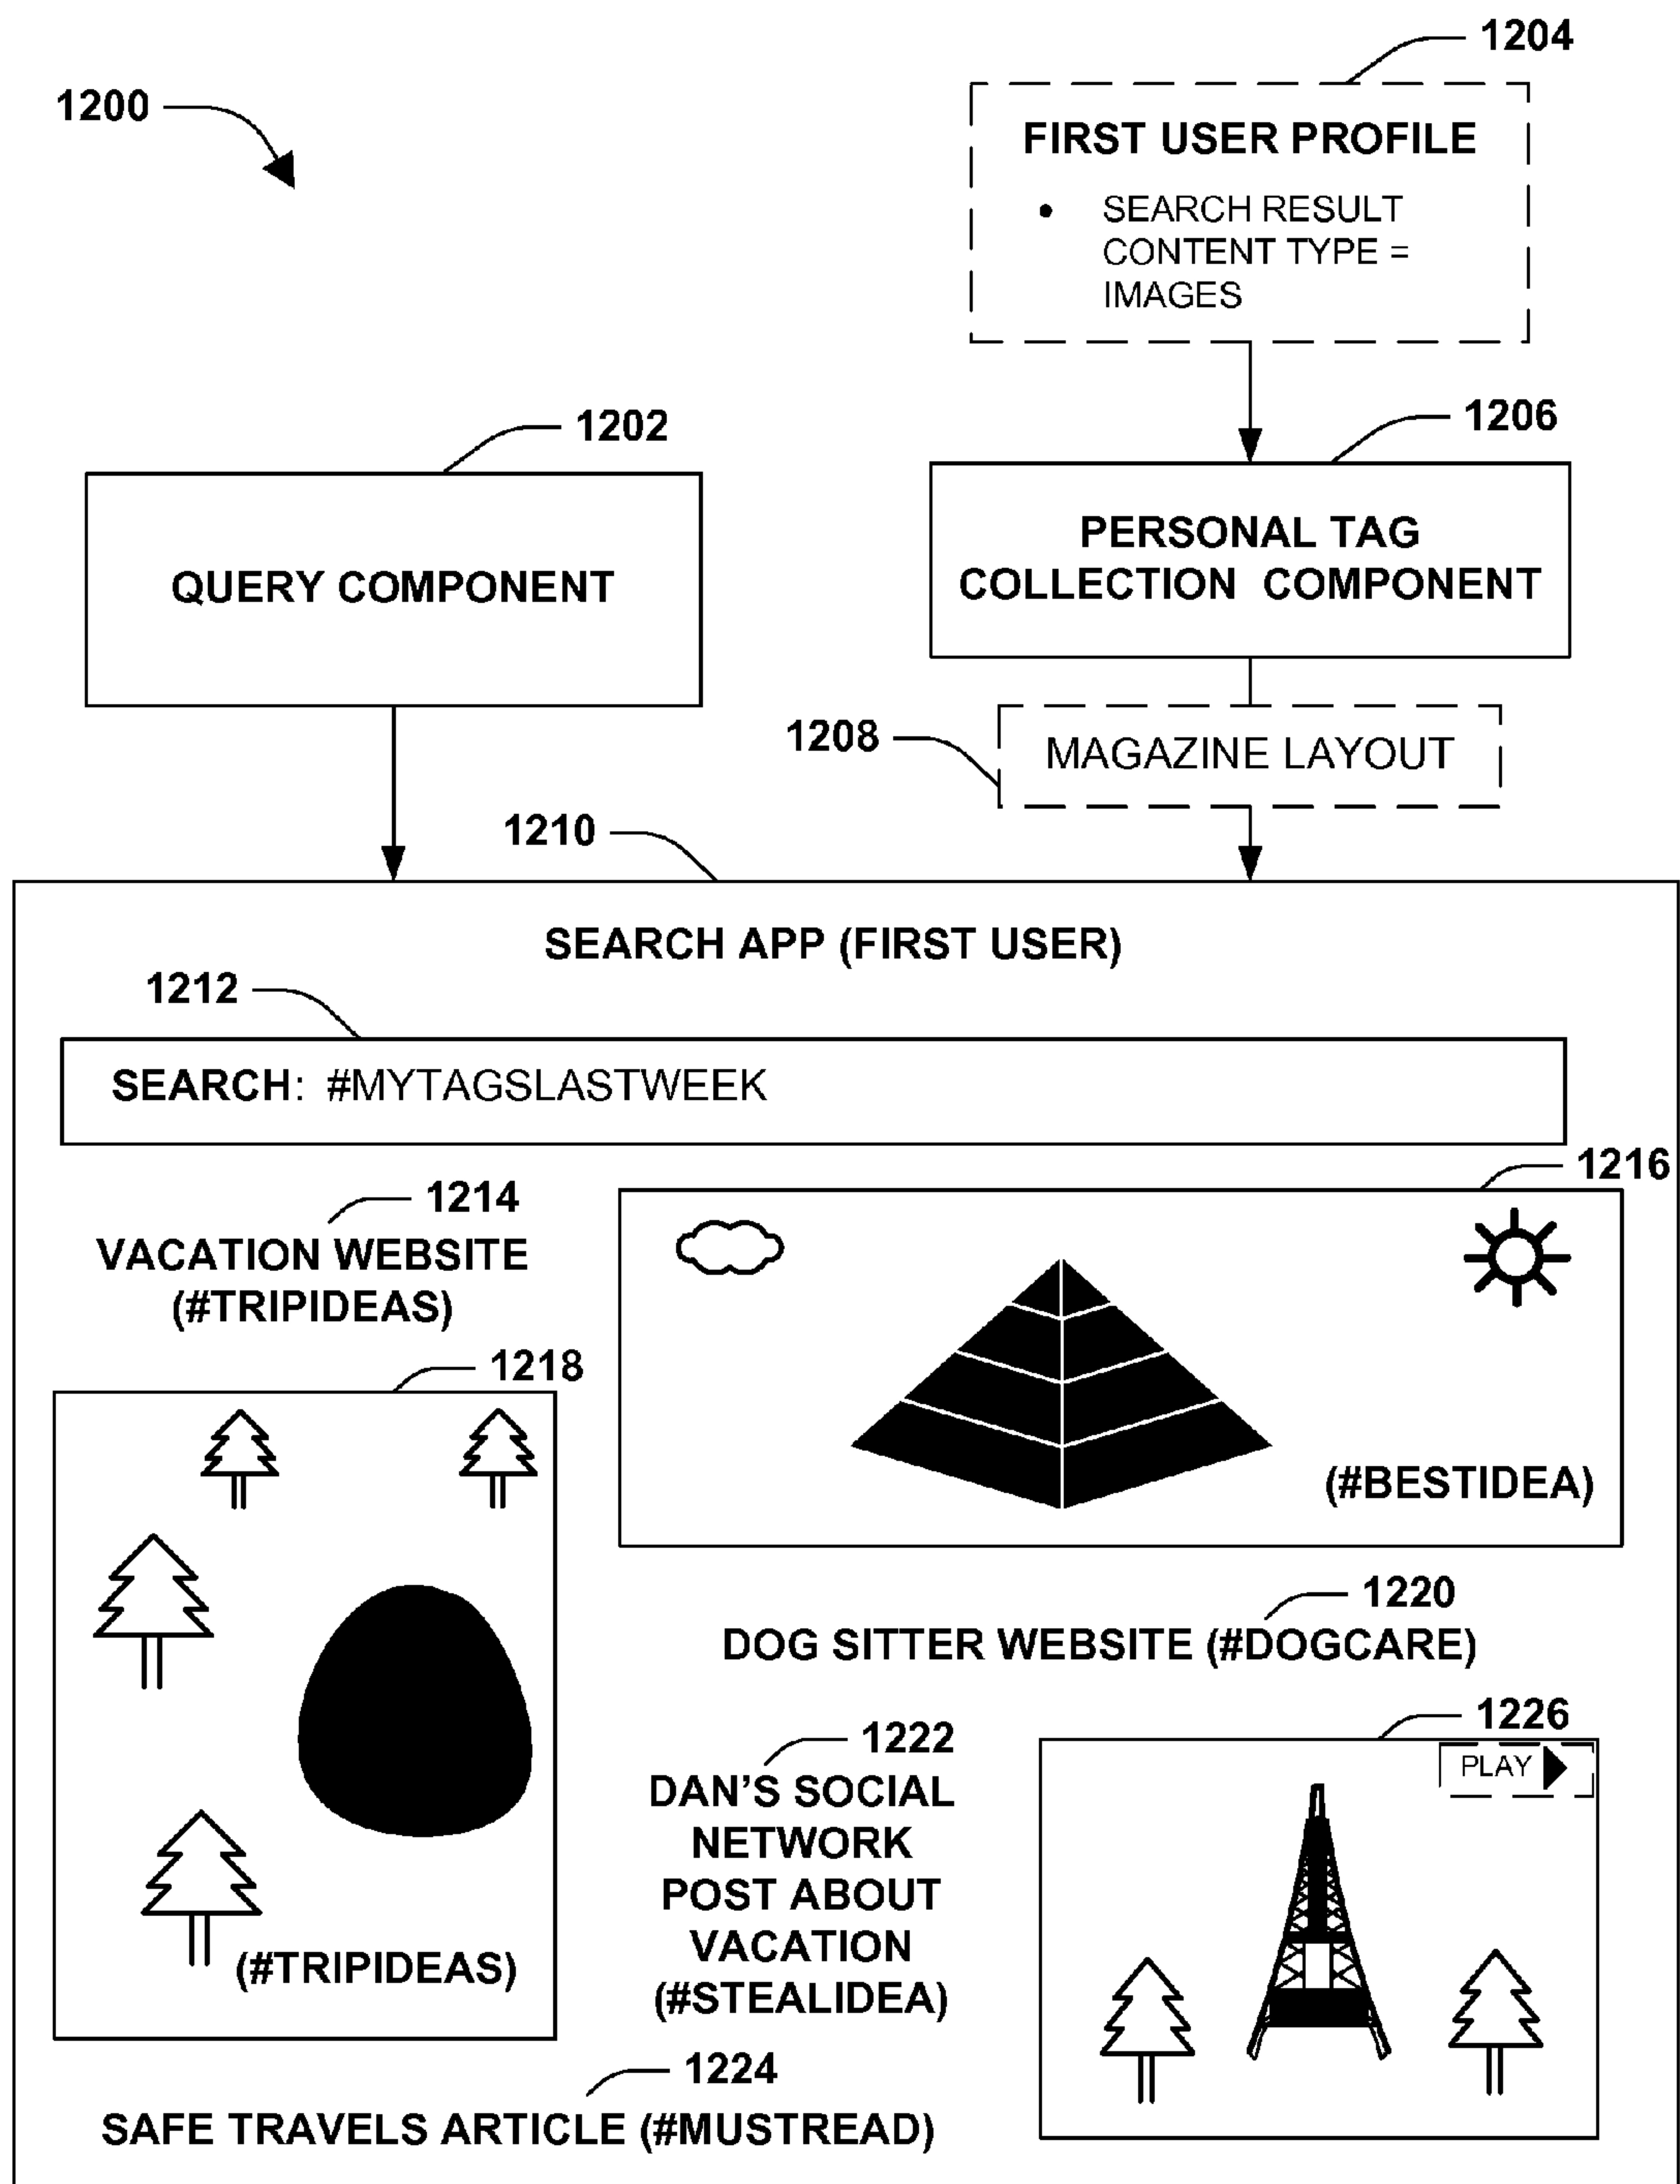 1204
1200
FIRST USER PROFILE
• SEARCH RESULT
CONTENT TYPE =
IMAGES
1202
1206
QUERY COMPONENT
PERSONAL TAG
COLLECTION COMPONENT
1208
MAGAZINE LAYOUT
1210
SEARCH APP (FIRST USER)
1212
SEARCH: #MYTAGSLASTWEEK
1214
VACATION WEBSITE
(#TRIPIDEAS)
1216
(#BESTIDEA)
1218
(#TRIPIDEAS)
1220
DOG SITTER WEBSITE (#DOGCARE)
1222
DAN'S SOCIAL
NETWORK
POST ABOUT
VACATION
(#STEALIDEA)
1226
PLAY
1224
SAFE TRAVELS ARTICLE (#MUSTREAD)